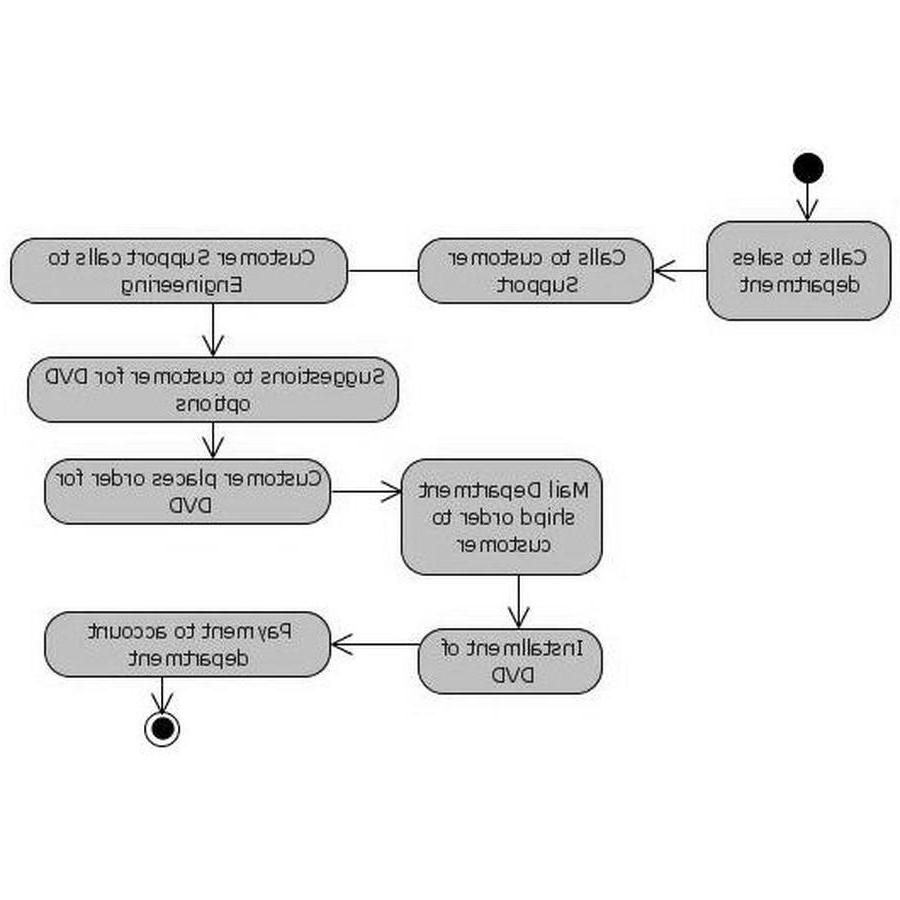 Calls to sales
department
Calls to customer
Support
Customer Support calls to
Engineering
Suggestions to customer for DVD
options
Customer places order for
DVD
Mail Department
shipd order to
customer
Installment of
DVD
Payment to account
department